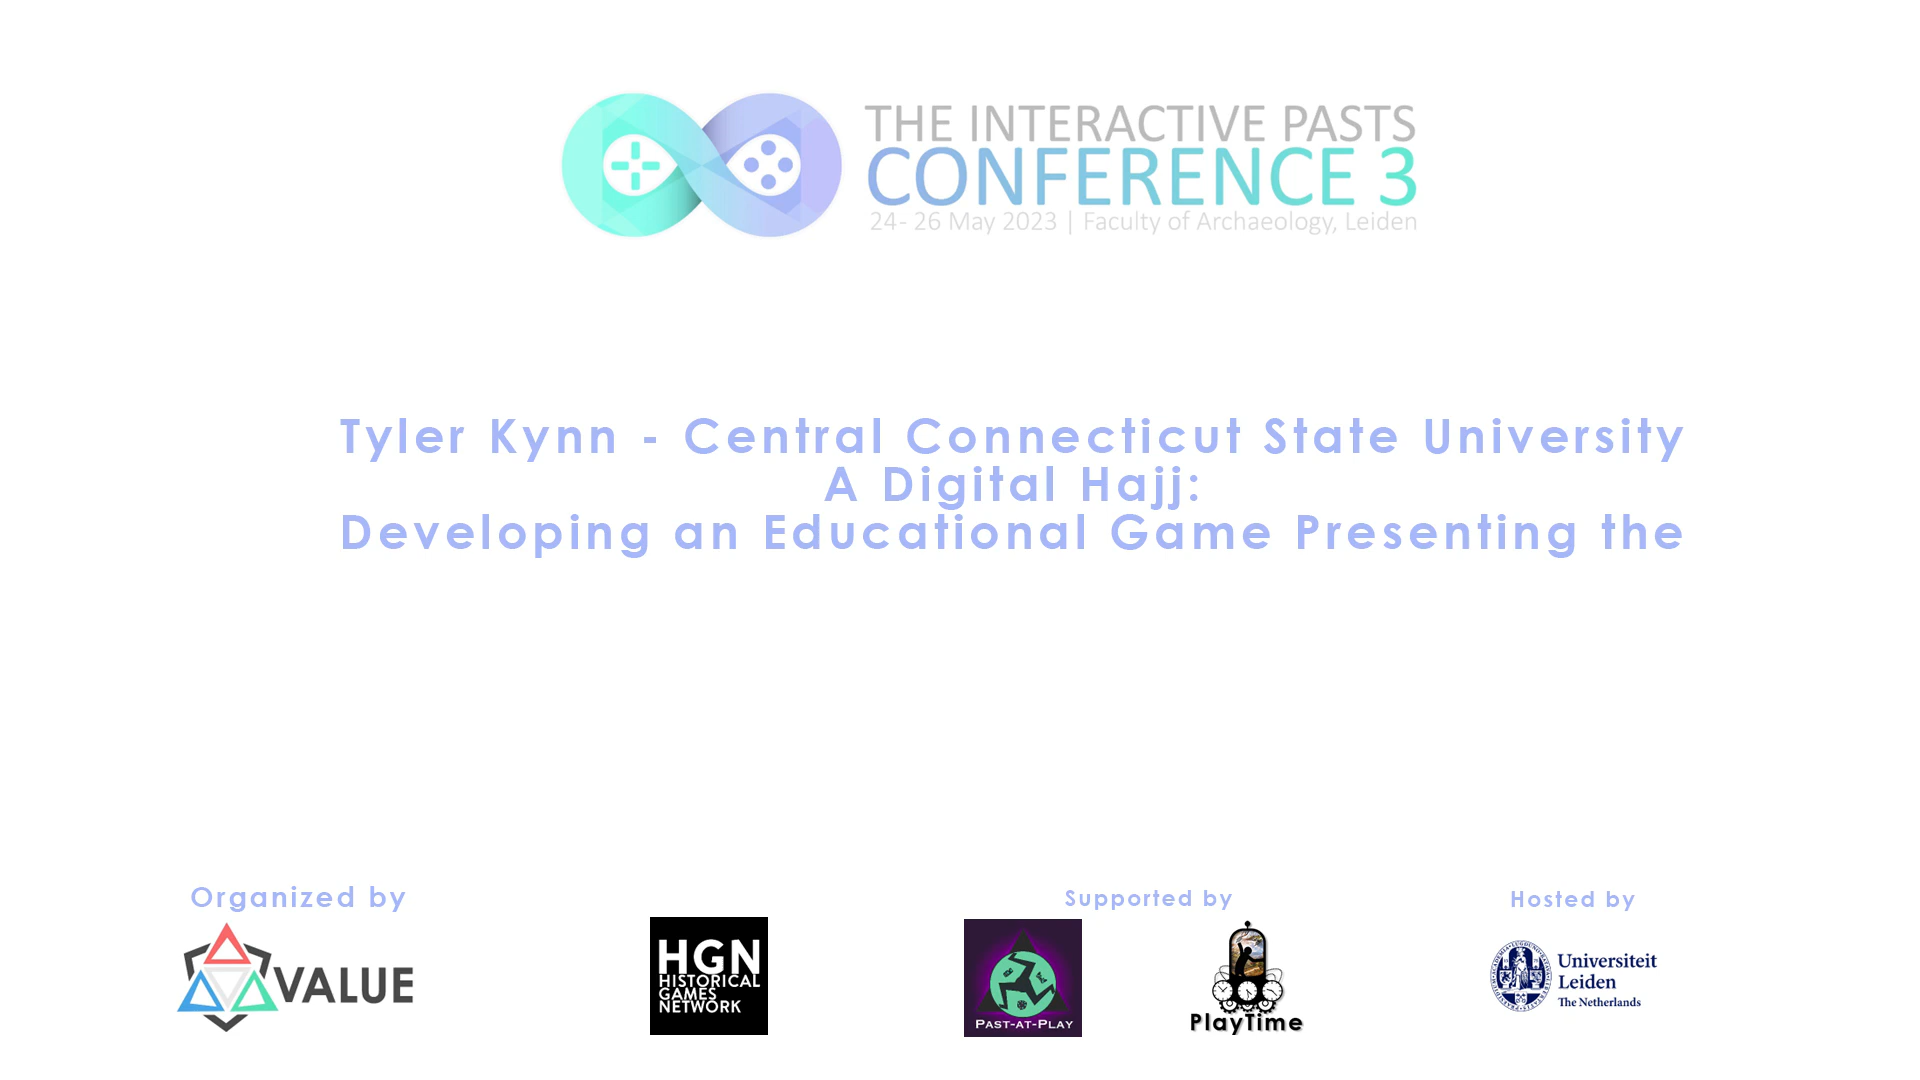 THE INTERACTIVE PASTS
CONFERENCE 3
24- 26 May 2023 | Faculty of Archaeology, Leiden
Tyler Kynn - Central Connecticut State University
A Digital Hajj:
Developing an Educational Game Presenting the
Organized by
Supported by
Hosted by
VALUE
HGN
HISTORICAL
GAMES
NETWORK
PAST-AT-PLAY
PlayTime
Universiteit
Leiden
The Netherlands